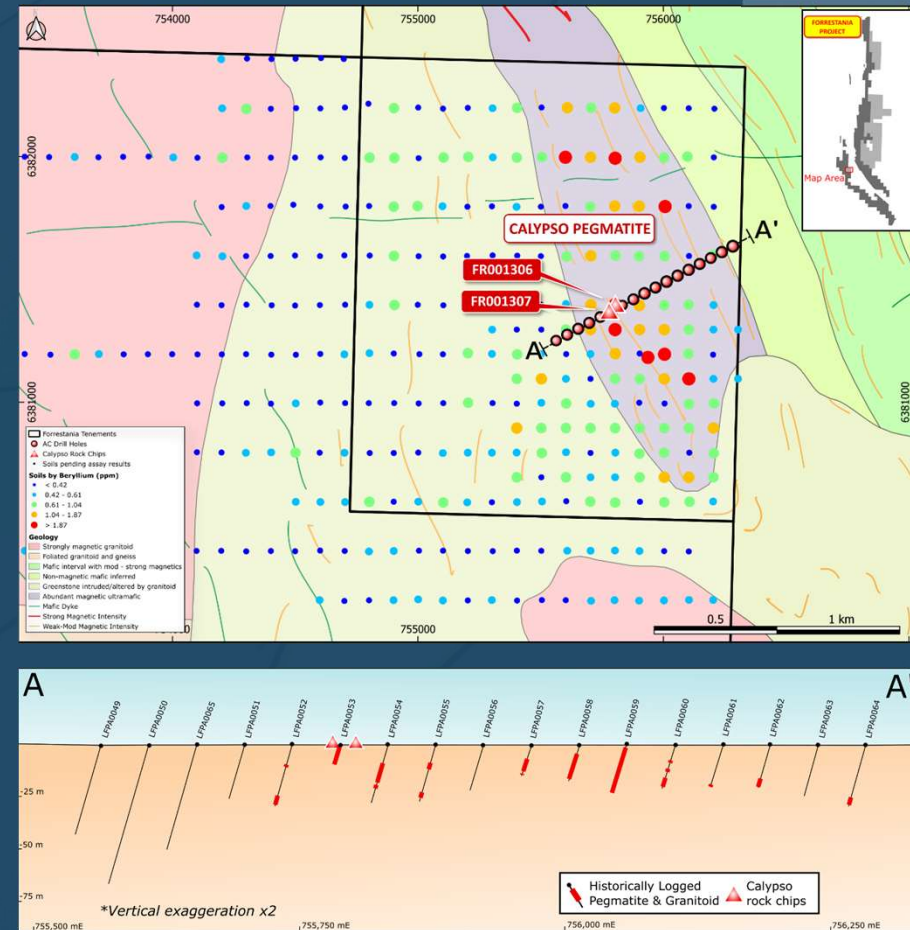 754000
755000
756000
FORRESTANIA
PROJECT
Map Area
6382000
6382000
CALYPSO PEGMATITE
A'
FR001306
FR001307
A
6381000
6381000
Forrestania Tenements
AC Drill Holes
Calypso Rock Chips
Soils pending assay results
Soils by Beryllium (ppm)
< 0.42
0.42 - 0.61
0.61 - 1.04
1.04 - 1.87
> 1.87
Geology
Strongly magnetic granitoid
Foliated granitoid and gneiss
Mafic interval with mod - strong magnetics
Non-magnetic mafic inferred
Greenstone intruded/altered by granitoid
Abundant magnetic ultramafic
Mafic Dyke
Strong Magnetic Intensity
Weak-Mod Magnetic Intensity
755000
0.5
1 km
A
A'
LFPA0049
LFPA0050
LFPA0065
LFPA0051
LFPA0052
LFPA0053
LFPA0054
LFPA0055
LFPA0056
LFPA0057
LFPA0058
LFPA0059
LFPA0060
LFPA0061
LFPA0062
LFPA0063
LFPA0064
-25 m
-50 m
-75 m
*Vertical exaggeration x2
Historically Logged
Pegmatite & Granitoid
Calypso
rock chips
755,500 mE
755,750 mE
756,000 mE
756,250 mE